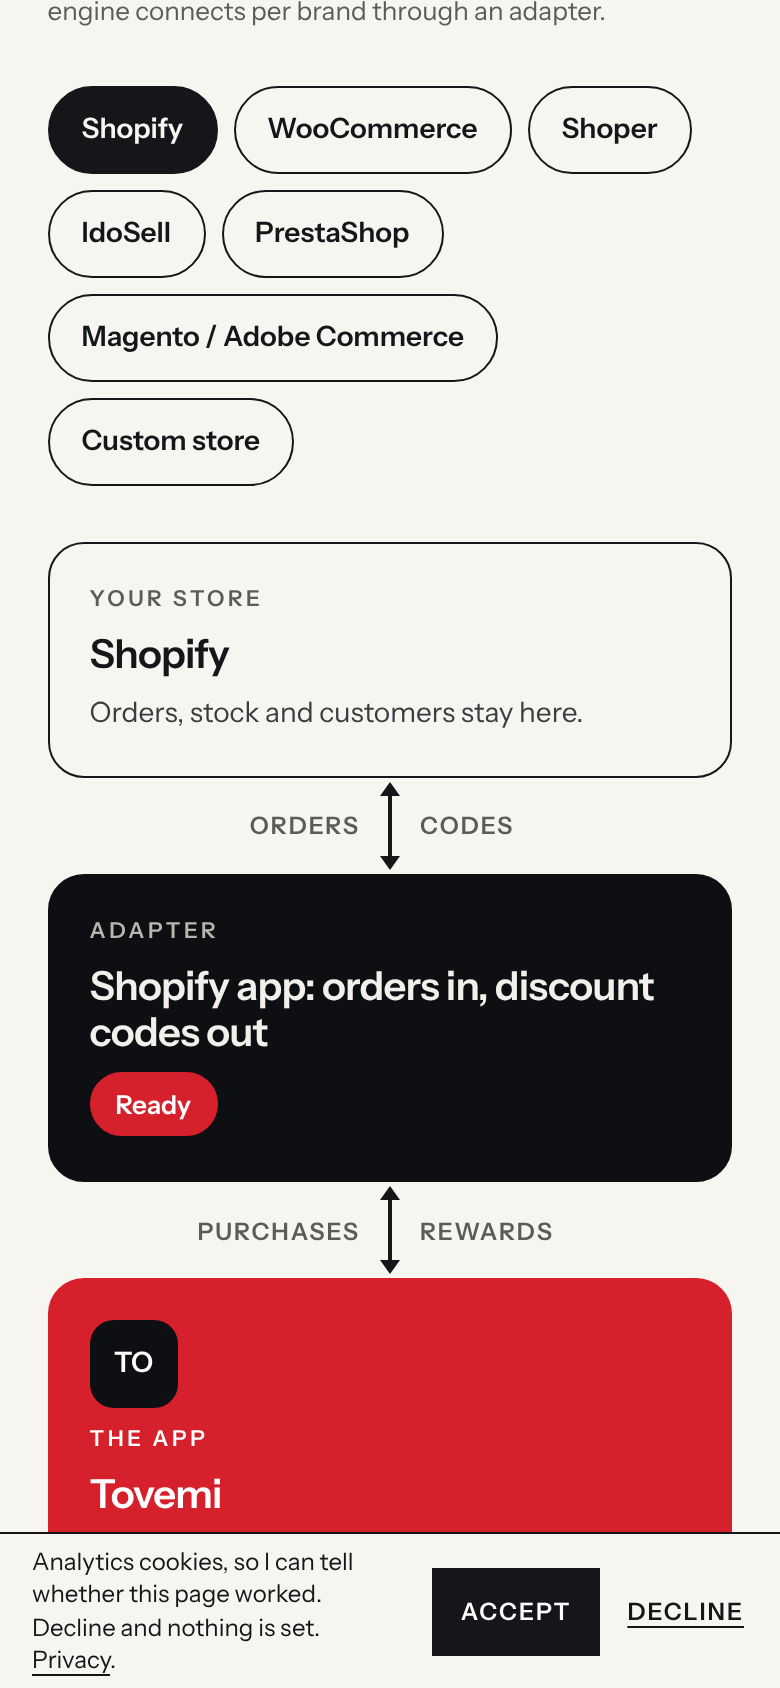 engine connects per brand through an adapter.
Shopify
WooCommerce
Shoper
IdoSell
PrestaShop
Magento / Adobe Commerce
Custom store
YOUR STORE
Shopify
Orders, stock and customers stay here.
ORDERS
CODES
ADAPTER
Shopify app: orders in, discount
codes out
Ready
PURCHASES
REWARDS
TO
THE APP
Tovemi
Analytics cookies, so I can tell
whether this page worked.
Decline and nothing is set.
Privacy.
ACCEPT
DECLINE